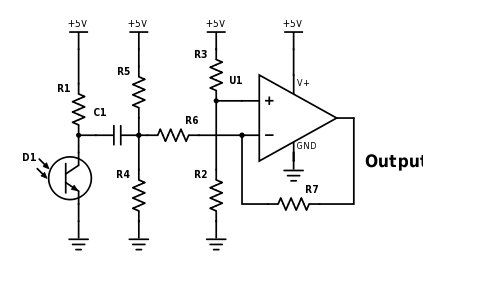 +5V +5V +5V +5V
R3
R5 U1
R1 V+
C1 +
R6 −
GND
D1 Output
R4 R2 R7